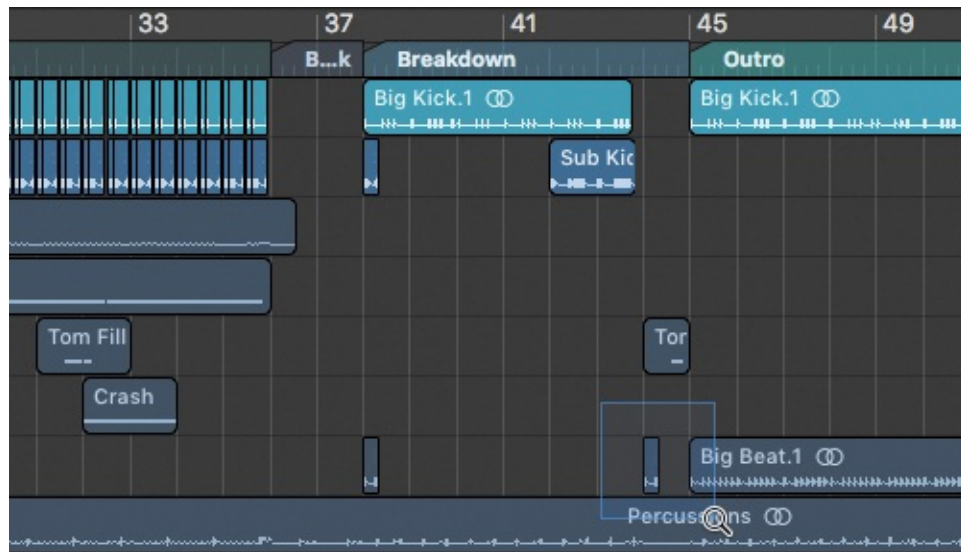 33 37 41 45 49
B...k Breakdown Outro
Big Kick.1 Big Kick.1
Sub Kic
Tom Fill Tor
Crash
Big Beat.1
Percussions